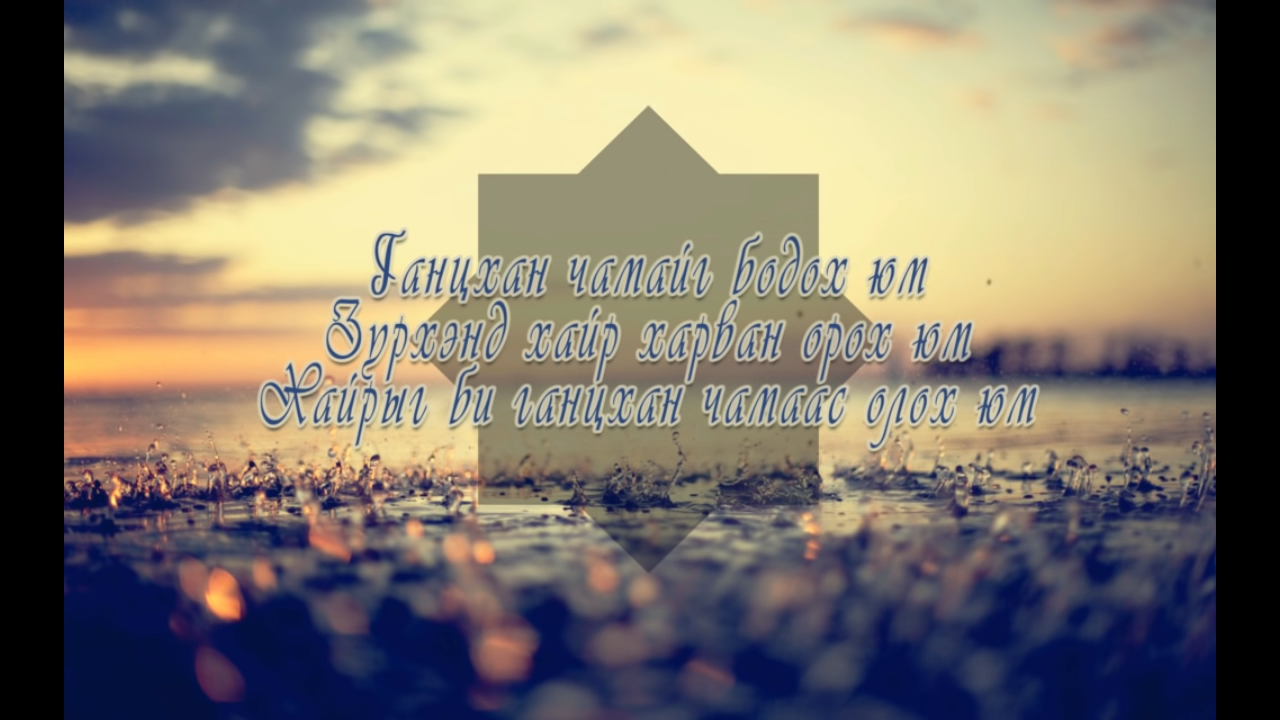 Ганцхан чамайг бодох юм
Зүрхэнд хайр харван орох юм
Хайрыг би ганцхан чамаас олох юм